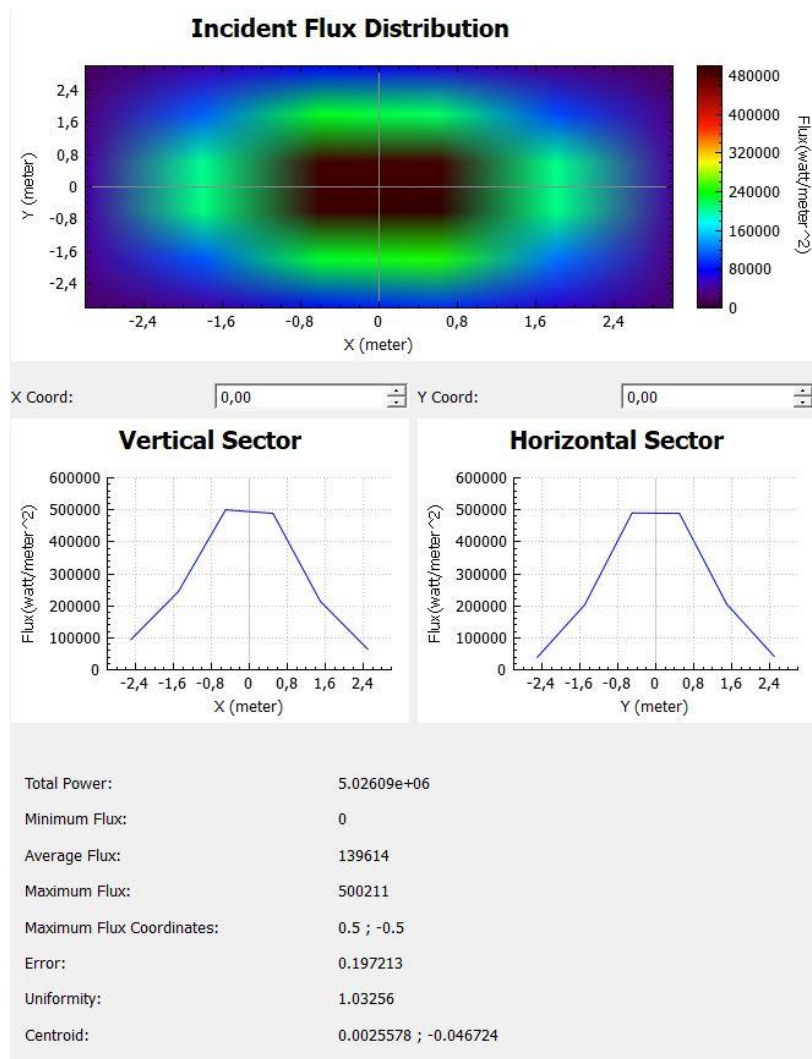 Incident Flux Distribution
2,4
1,6
0,8
0
-0,8
-1,6
-2,4
Y (meter)
-2,4 -1,6 -0,8 0 0,8 1,6 2,4
X (meter)
480000
400000
320000
240000
160000
80000
0
Flux(watt/meter^2)
X Coord: 0,00 Y Coord: 0,00
Vertical Sector
600000
500000
400000
300000
200000
100000
0
Flux(watt/meter^2)
-2,4 -1,6 -0,8 0 0,8 1,6 2,4
X (meter)
Horizontal Sector
600000
500000
400000
300000
200000
100000
0
Flux(watt/meter^2)
-2,4 -1,6 -0,8 0 0,8 1,6 2,4
Y (meter)
Total Power: 5.02609e+06
Minimum Flux: 0
Average Flux: 139614
Maximum Flux: 500211
Maximum Flux Coordinates: 0.5 ; -0.5
Error: 0.197213
Uniformity: 1.03256
Centroid: 0.0025578 ; -0.046724